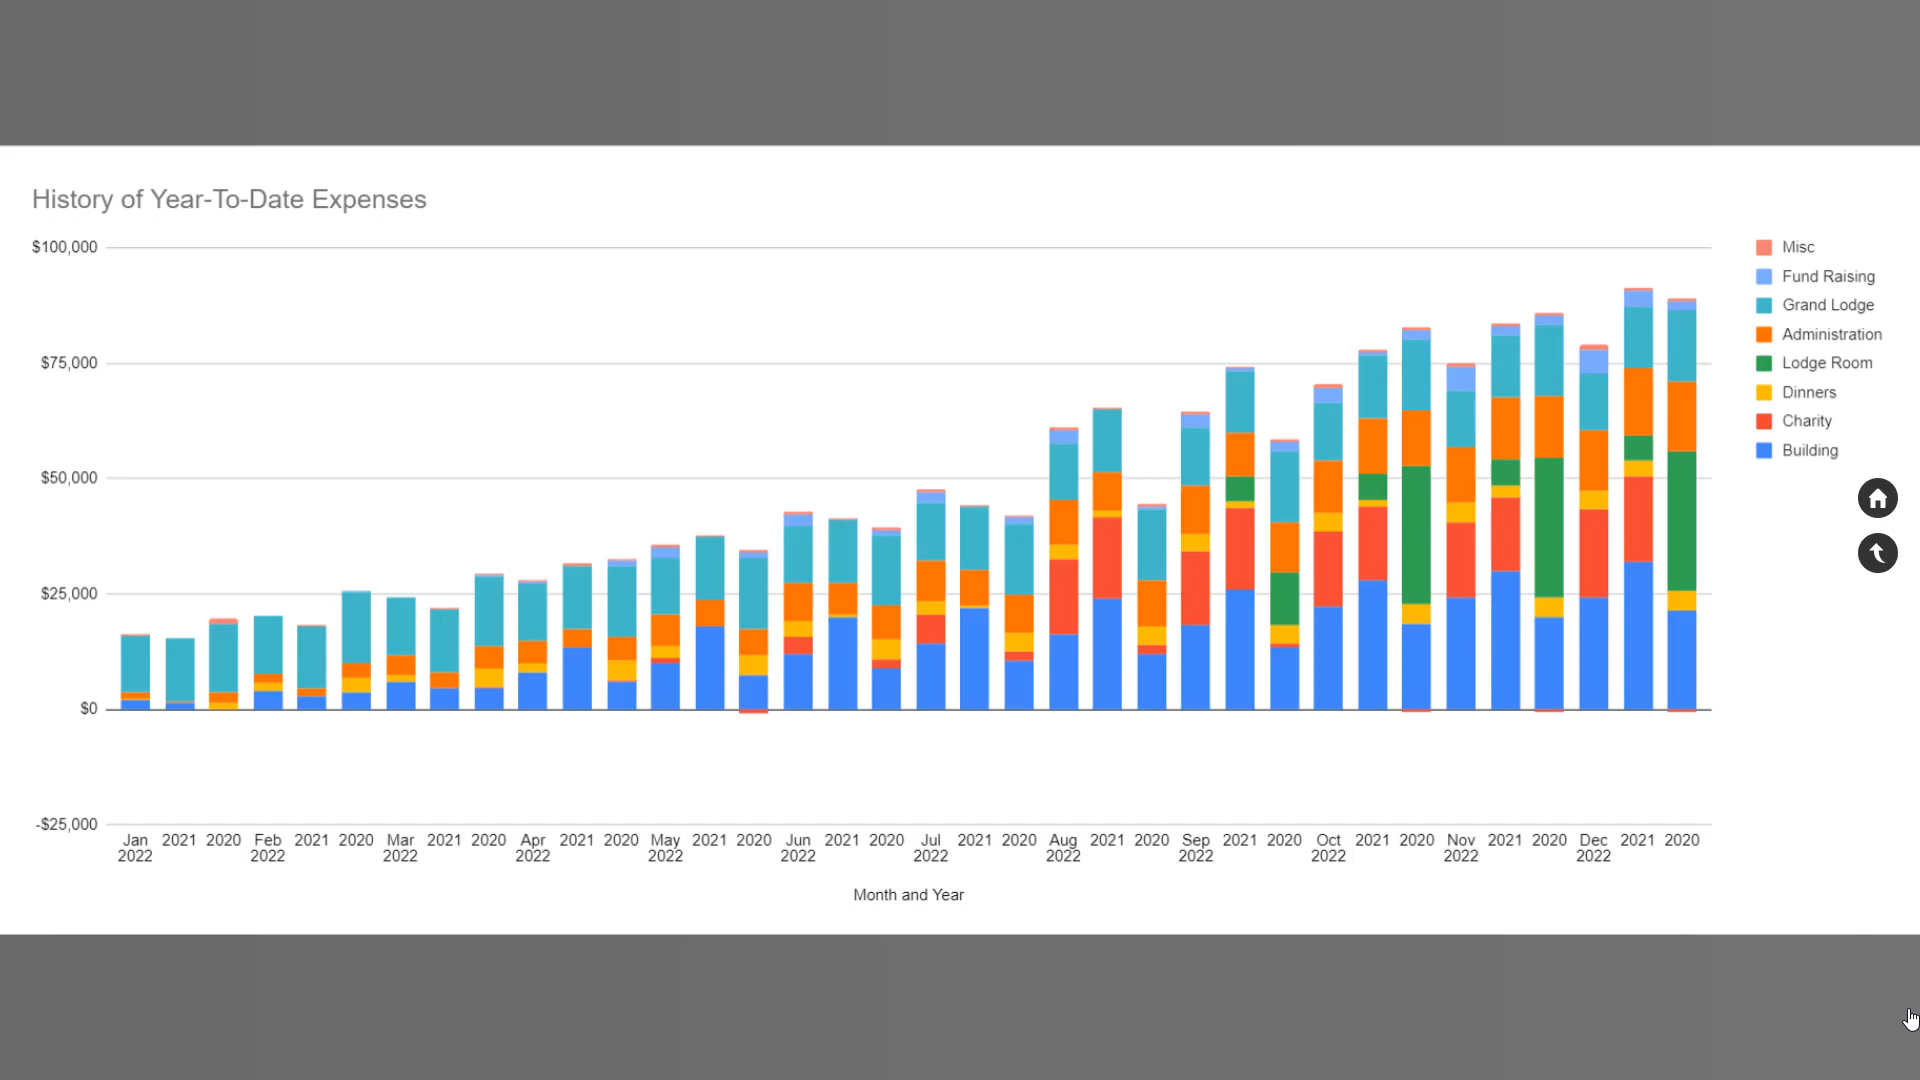 History of Year-To-Date Expenses
$100,000
$75,000
$50,000
$25,000
$0
-$25,000
Jan 2021 2020 Feb 2021 2020 Mar 2021 2020 Apr 2021 2020 May 2021 2020 Jun 2021 2020 Jul 2021 2020 Aug 2021 2020 Sep 2021 2020 Oct 2021 2020 Nov 2021 2020 Dec 2021 2020
2022 2022 2022 2022 2022 2022 2022 2022 2022 2022 2022 2022
Month and Year
Misc
Fund Raising
Grand Lodge
Administration
Lodge Room
Dinners
Charity
Building